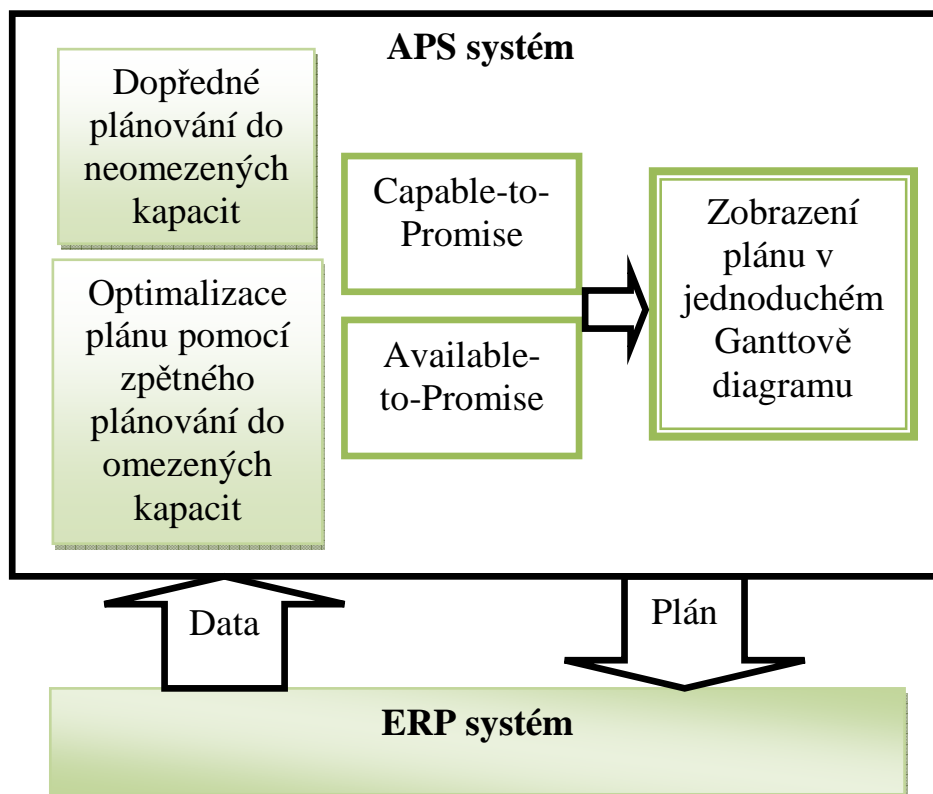 APS systém
Dopředné
plánování do
neomezených
kapacit
Optimalizace
plánu pomocí
zpětného
plánování do
omezených
kapacit
Capable-to-
Promise
Available-
to-Promise
Zobrazení
plánu v
jednoduchém
Ganttově
diagramu
Data
Plán
ERP systém